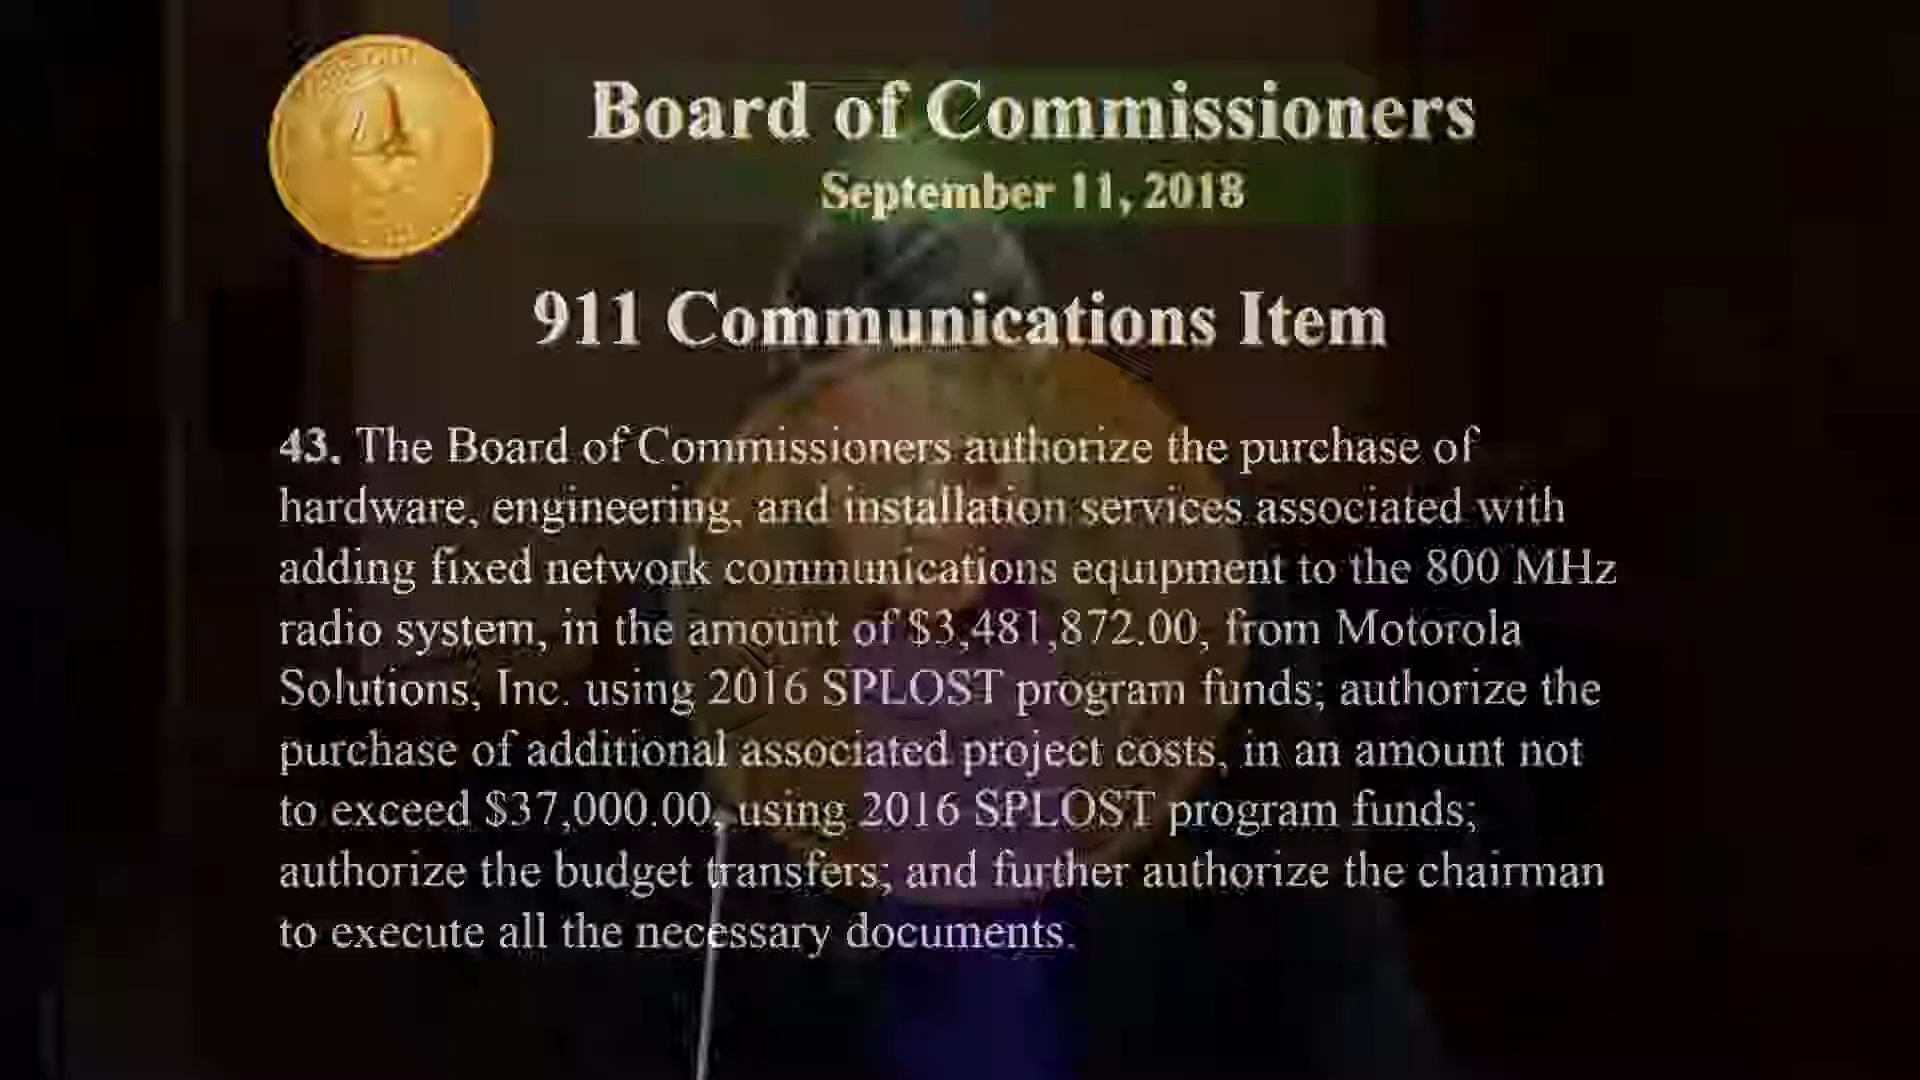 Board of Commissioners
September 11, 2018
911 Communications Item
43. The Board of Commissioners authorize the purchase of
hardware, engineering, and installation services associated with
adding fixed network communications equipment to the 800 MHz
radio system, in the amount of $3,481,872.00, from Motorola
Solutions, Inc. using 2016 SPLOST program funds; authorize the
purchase of additional associated project costs, in an amount not
to exceed $37,000.00, using 2016 SPLOST program funds;
authorize the budget transfers; and further authorize the chairman
to execute all the necessary documents.